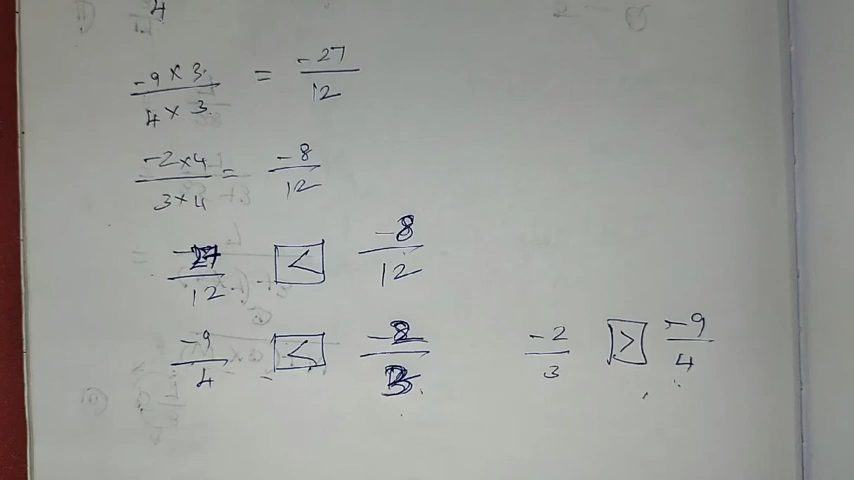 4
-9 × 3 / 4 × 3 = -27 / 12
-2 × 4 / 3 × 4 = -8 / 12
-27 / 12 < -8 / 12
-9 / 4 < -2 / 3 -2 / 3 > -9 / 4